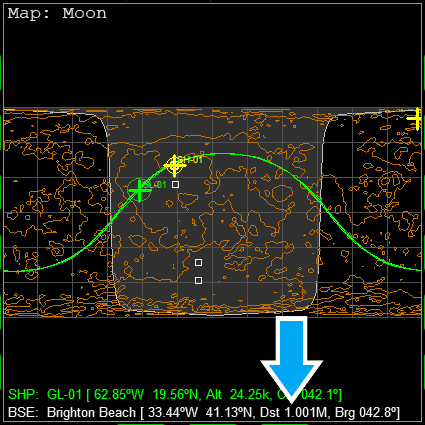 Map: Moon
SH-01
GL-01
SHP: GL-01 [ 62.85ºW 19.56ºN, Alt 24.25k, 042.1º]
BSE: Brighton Beach [ 33.44ºW 41.13ºN, Dst 1.001M, Brg 042.8º]